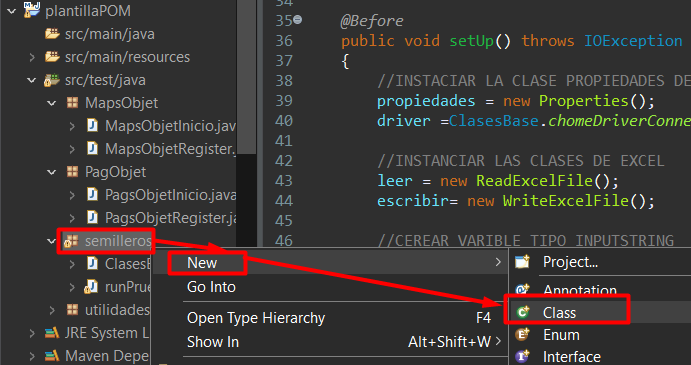 plantillaPOM
src/main/java
src/main/resources
src/test/java
MapsObjet
MapsObjetInicio.jav
MapsObjetRegister.
PagObjet
PagsObjetInicio.java
PagsObjetRegister.j
semilleros
ClasesB
runPrue
utilidades
JRE System L
Maven Depe
34
35 @Before
36 public void setUp() throws IOException
37 {
38 //INSTACIAR LA CLASE PROPIEDADES DE
39 propiedades = new Properties();
40 driver =ClasesBase.chomeDriverConne
41
42 //INSTANCIAR LAS CLASES DE EXCEL
43 leer = new ReadExcelFile();
44 escribir= new WriteExcelFile();
45
46 //CEREAR VARIBLE TIPO INPUTSTRING
New
Go Into
Open Type Hierarchy F4
Show In Alt+Shift+W
Project...
Annotation
Class
Enum
Interface